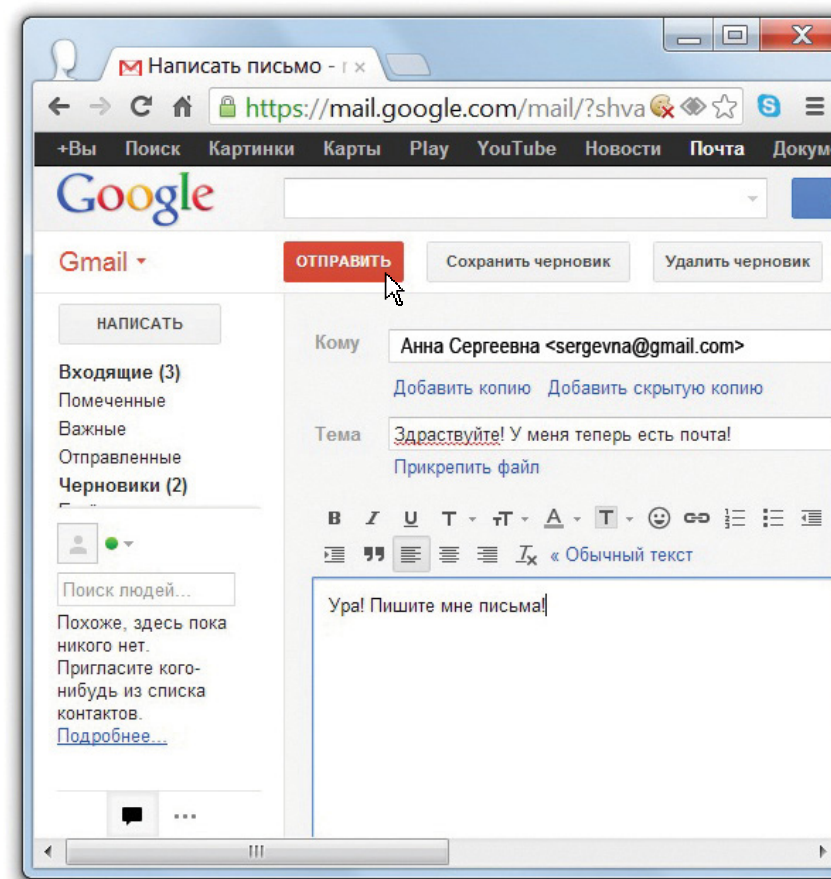 Написать письмо -
https://mail.google.com/mail/?shva
+Вы Поиск Картинки Карты Play YouTube Новости Почта Докум
Google
Gmail
ОТПРАВИТЬ Сохранить черновик Удалить черновик
НАПИСАТЬ
Кому Анна Сергеевна <sergevna@gmail.com>
Добавить копию Добавить скрытую копию
Тема Здраствуйте! У меня теперь есть почта!
Прикрепить файл
Входящие (3)
Помеченные
Важные
Отправленные
Черновики (2)
B I U T тТ A T
Tx « Обычный текст
Ура! Пишите мне письма!
Поиск людей...
Похоже, здесь пока
никого нет.
Пригласите кого-
нибудь из списка
контактов.
Подробнее...